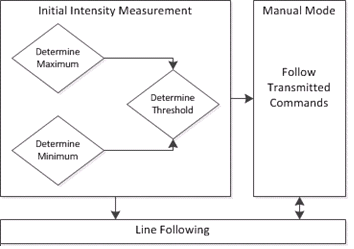 Initial Intensity Measurement
Determine
Maximum
Determine
Threshold
Determine
Minimum
Manual Mode
Follow
Transmitted
Commands
Line Following